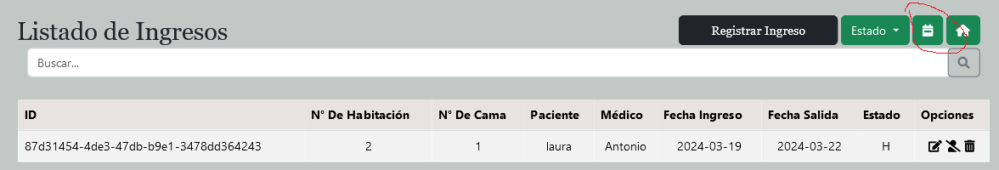 Listado de Ingresos
Registrar Ingreso
Estado
Buscar...
ID N° De Habitación N° De Cama Paciente Médico Fecha Ingreso Fecha Salida Estado Opciones
87d31454-4de3-47db-b9e1-3478dd364243 2 1 laura Antonio 2024-03-19 2024-03-22 H